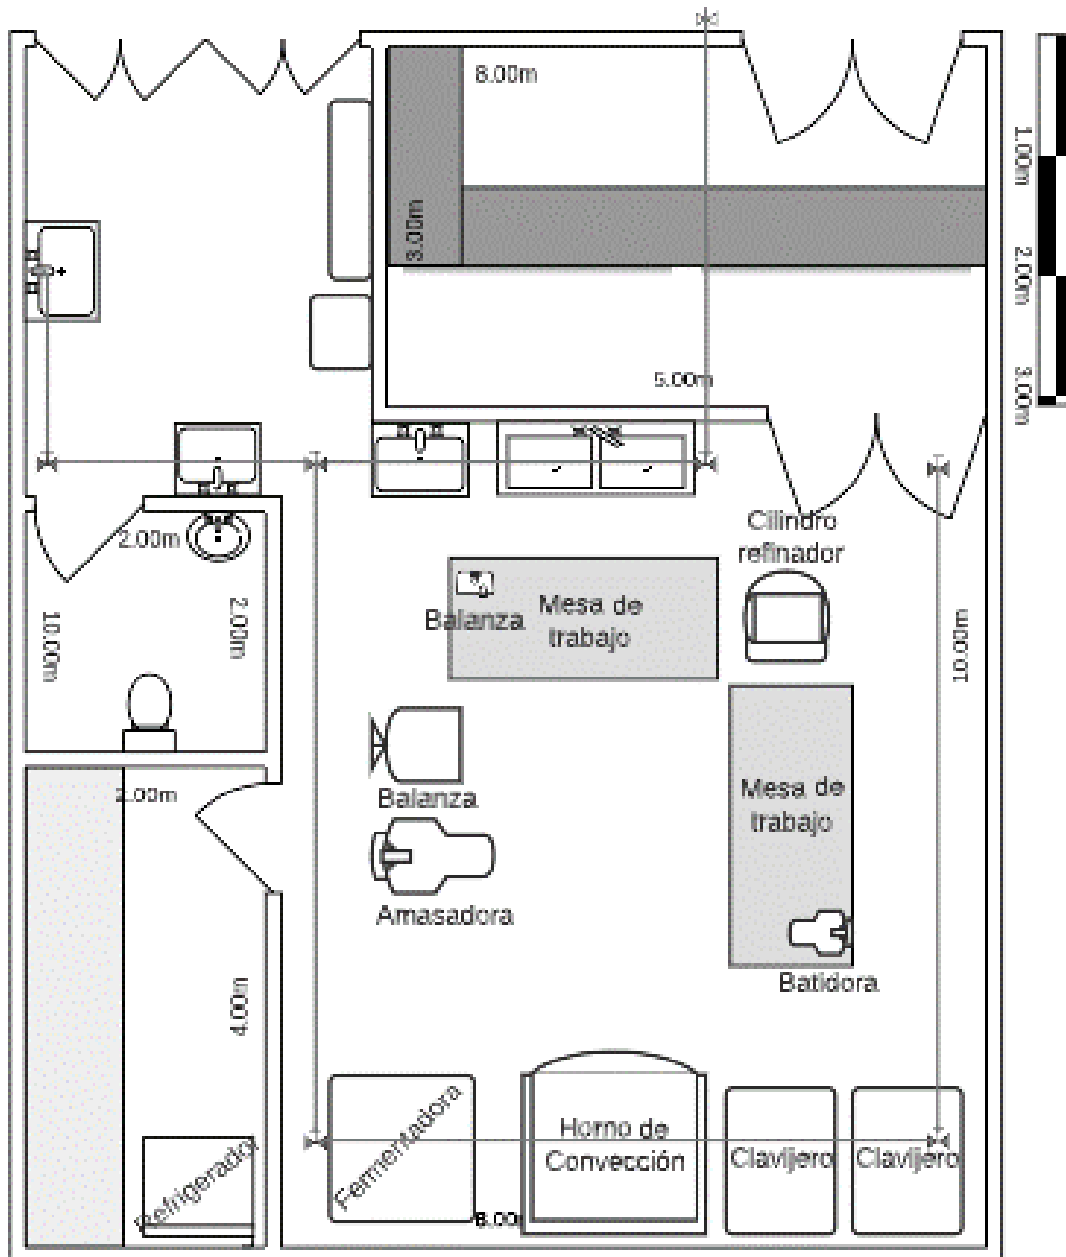 8.00m
1.00m
3.00m
2.00m
5.00m
3.00m
Cilindro
refinador
2.00m
Mesa de
trabajo
Balanza
10.00m
2.00m
10.00m
Balanza
Mesa de
trabajo
2.00m
Amasadora
Batidora
4.00m
Fermentadora
Horno de
Convección
Clavijero
Clavijero
Refrigerador